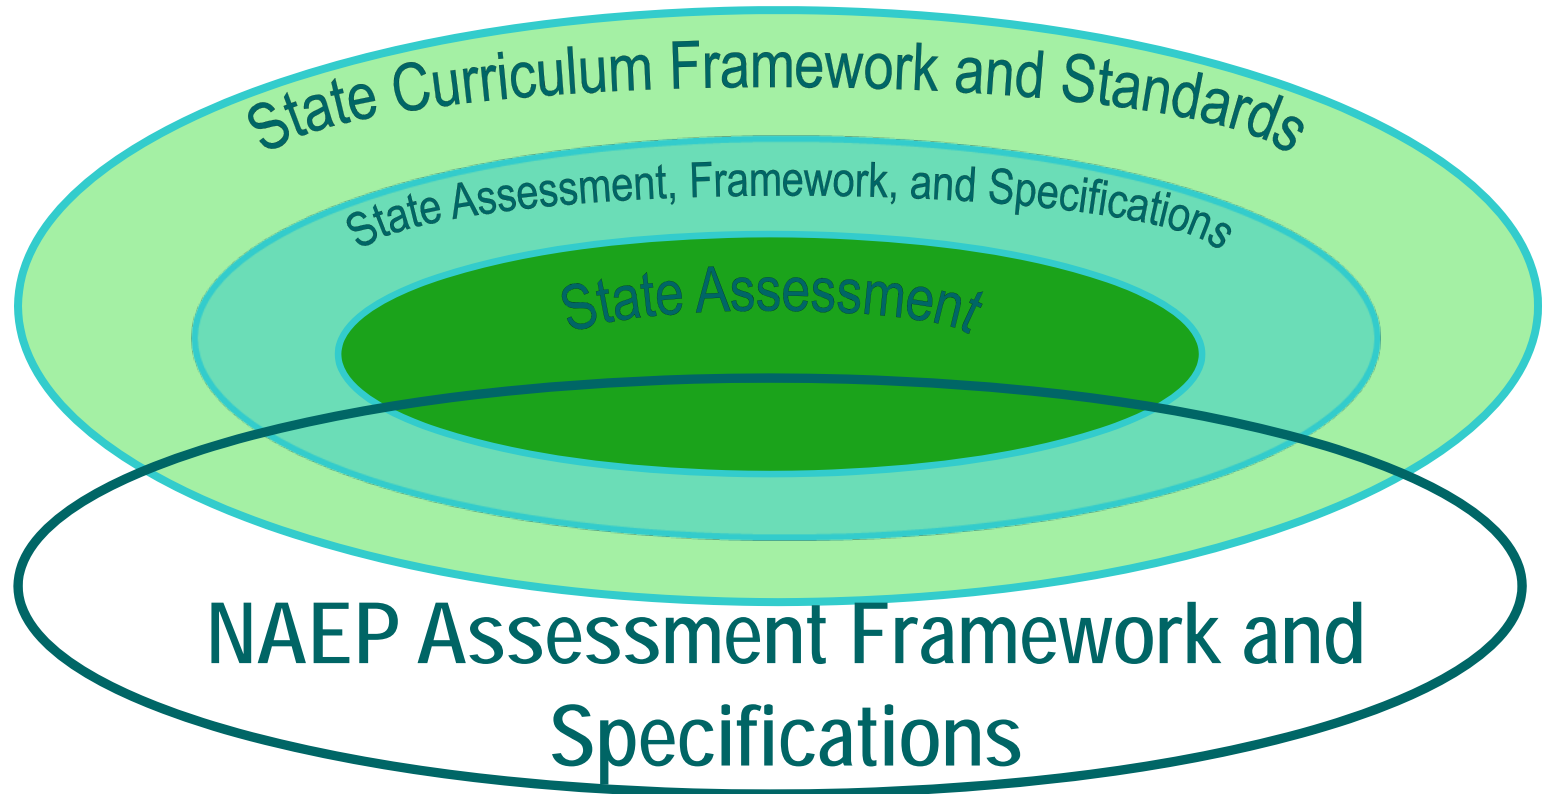 State Curriculum Framework and Standards
State Assessment, Framework, and Specifications
State Assessment
NAEP Assessment Framework and
Specifications